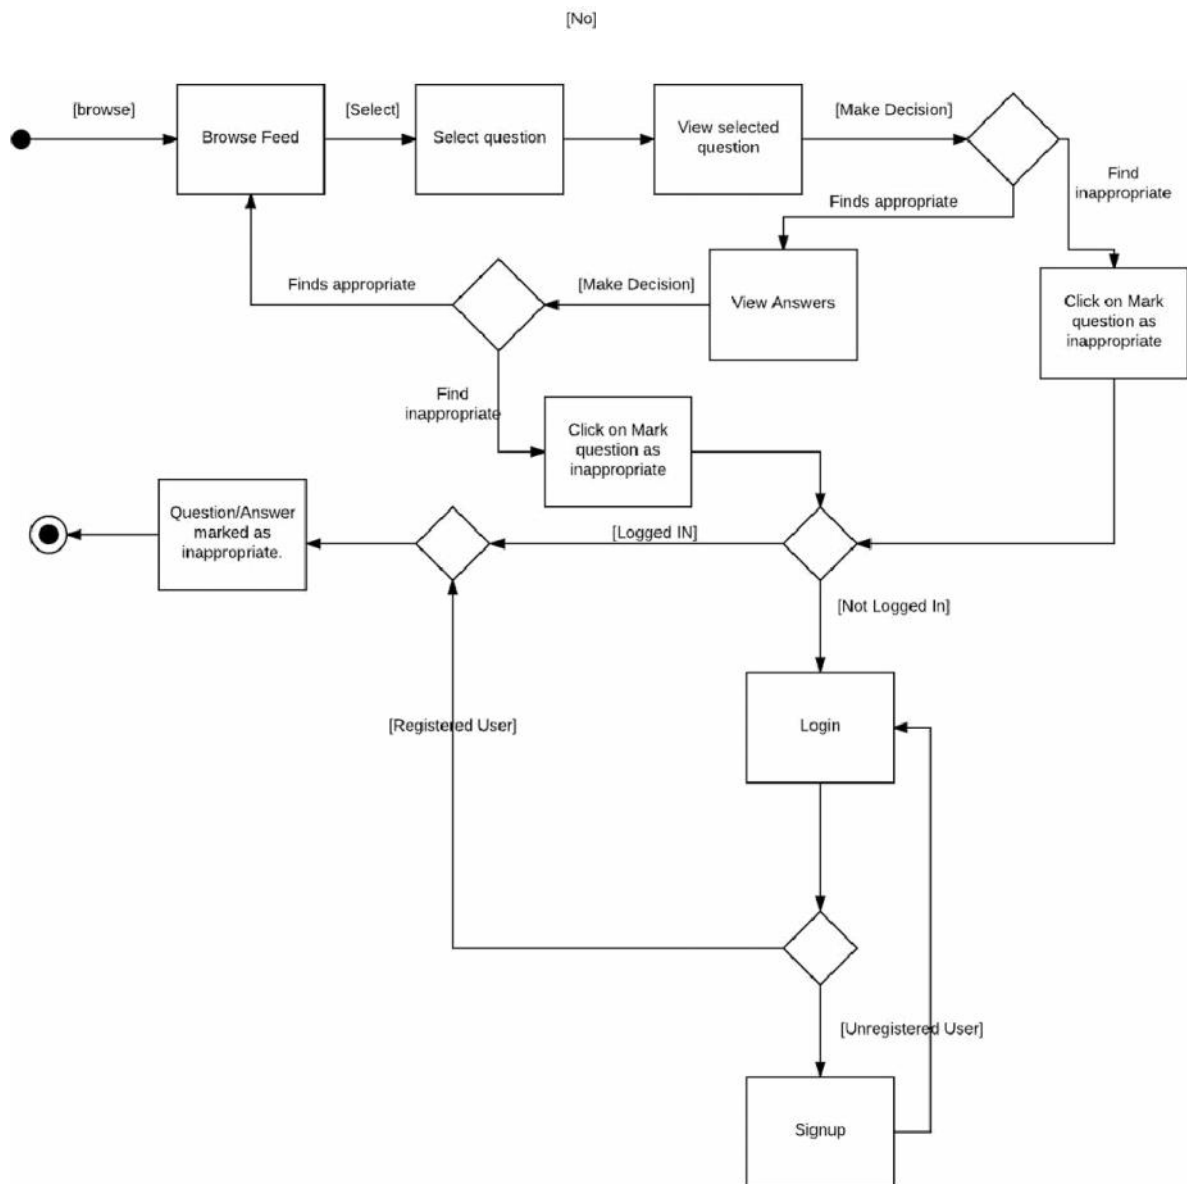 [No]
[browse]
Browse Feed
[Select]
Select question
View selected
question
[Make Decision]
Find
inappropriate
Finds appropriate
Finds appropriate
[Make Decision]
View Answers
Click on Mark
question as
inappropriate
Find
inappropriate
Click on Mark
question as
inappropriate
Question/Answer
marked as
inappropriate.
[Logged IN]
[Not Logged In]
[Registered User]
Login
[Unregistered User]
Signup